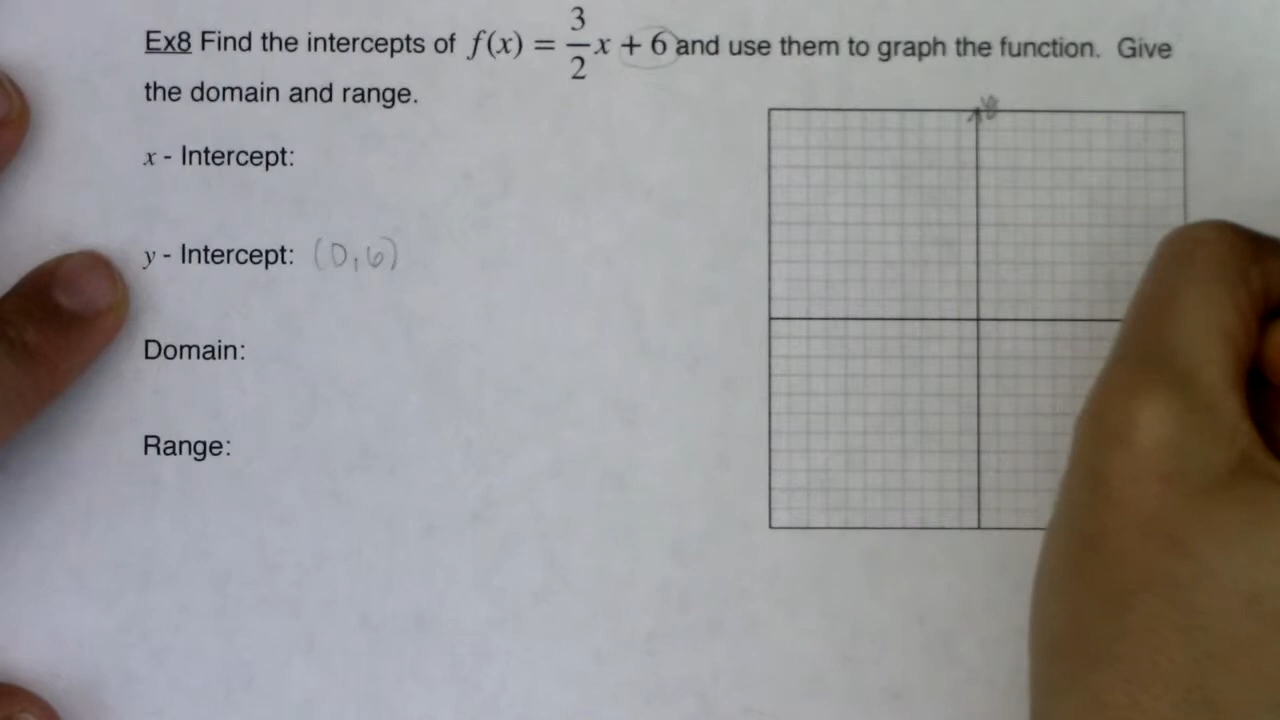 Ex8 Find the intercepts of f(x) = 3/2 x + 6 and use them to graph the function. Give
the domain and range.
x - Intercept:
y - Intercept: (0,6)
Domain:
Range: